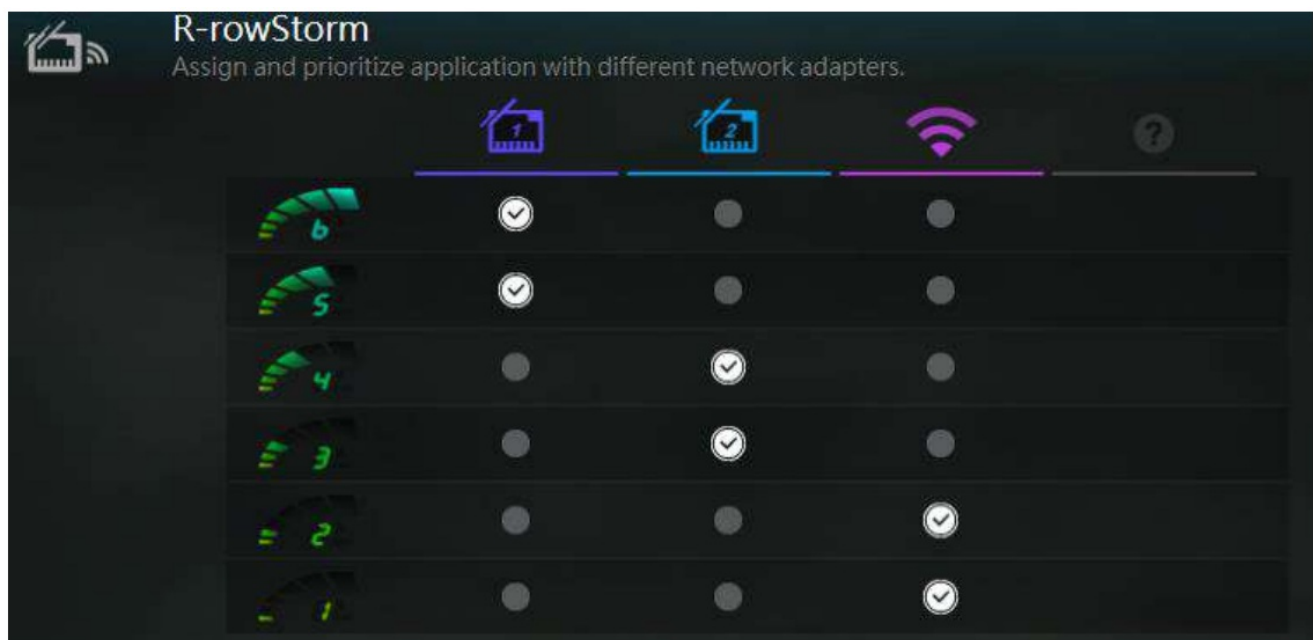 R-rowStorm
Assign and prioritize application with different network adapters.
1 2 ?
6
5
4
3
2
1